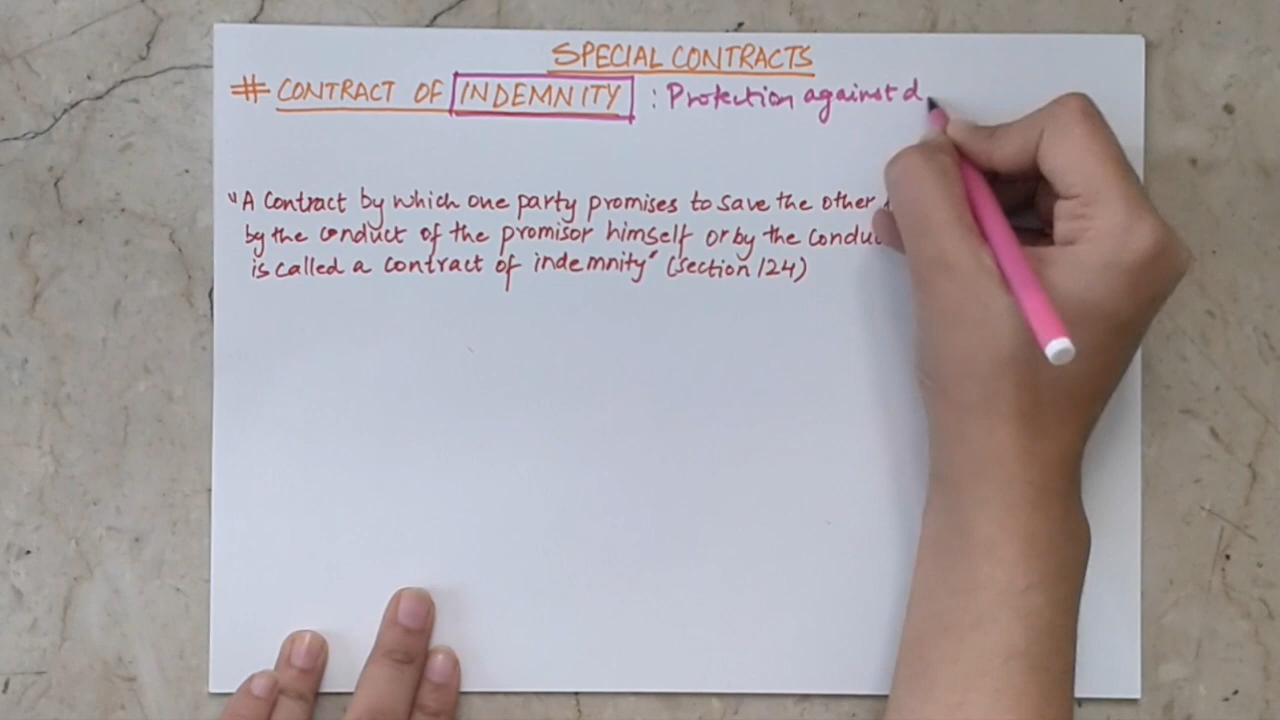 SPECIAL CONTRACTS
# CONTRACT OF INDEMNITY : Protection against d
"A contract by which one party promises to save the other
by the conduct of the promisor himself or by the condu
is called a contract of indemnity" (section 124)